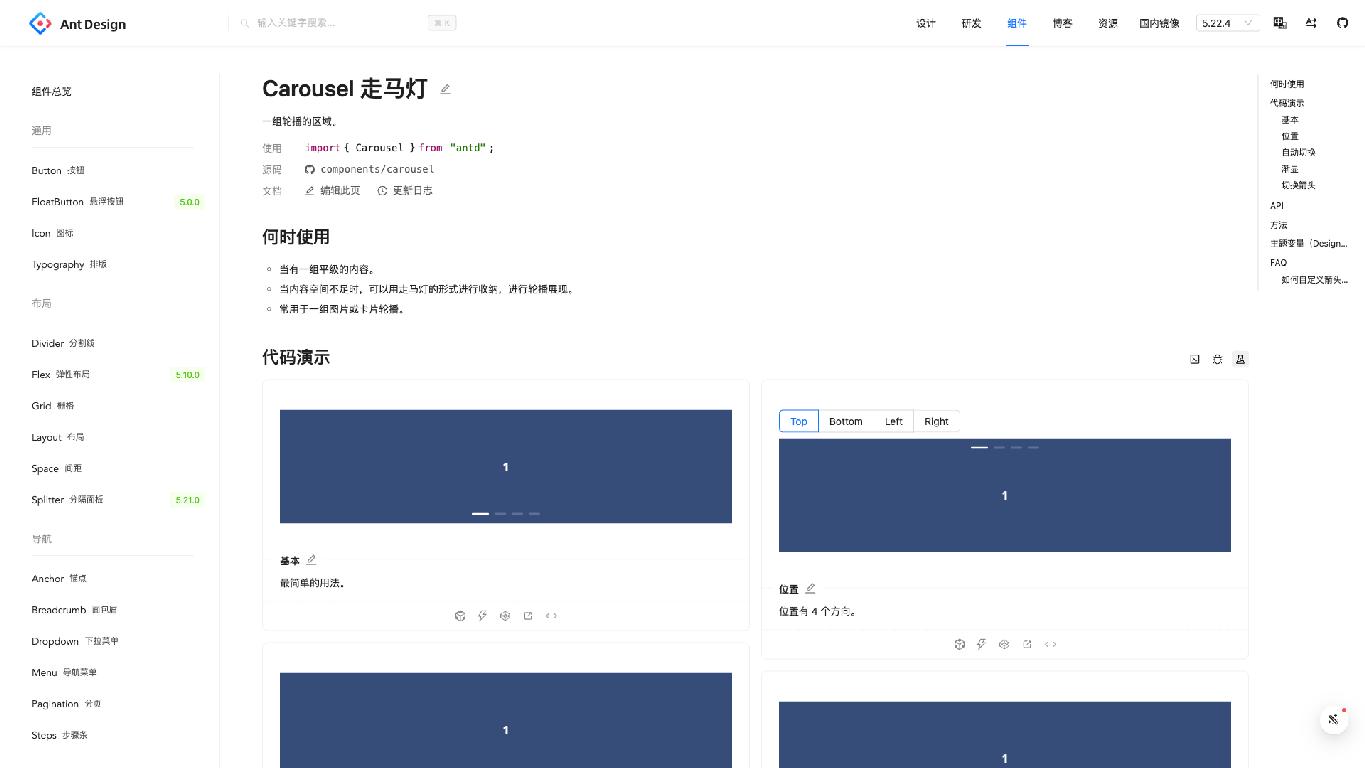 Ant Design
输入关键字搜索...
⌘ K
设计
研发
组件
博客
资源
国内镜像
5.22.4
组件总览
通用
Button 按钮
FloatButton 悬浮按钮 5.0.0
Icon 图标
Typography 排版
布局
Divider 分割线
Flex 弹性布局 5.10.0
Grid 栅格
Layout 布局
Space 间距
Splitter 分隔面板 5.21.0
导航
Anchor 锚点
Breadcrumb 面包屑
Dropdown 下拉菜单
Menu 导航菜单
Pagination 分页
Steps 步骤条
Carousel 走马灯
一组轮播的区域。
使用 import { Carousel } from "antd";
源码 components/carousel
文档 编辑此页 更新日志
何时使用
当有一组平级的内容。
当内容空间不足时，可以用走马灯的形式进行收纳，进行轮播展现。
常用于一组图片或卡片轮播。
代码演示
1
基本
最简单的用法。
1
Top Bottom Left Right
1
位置
位置有 4 个方向。
1
何时使用
代码演示
基本
位置
自动切换
渐显
切换箭头
API
方法
主题变量（Design...
FAQ
如何自定义箭头...